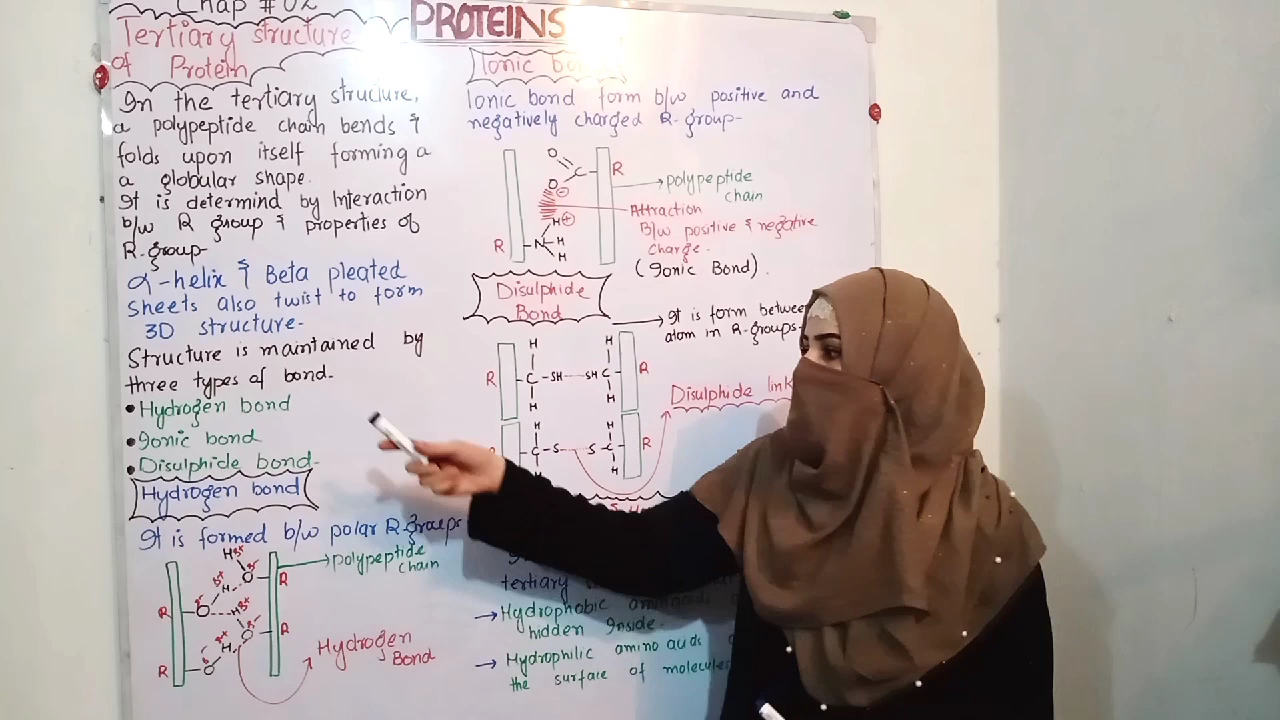 Chap #02
PROTEINS
Tertiary structure
of Protein
In the tertiary structure,
a polypeptide chain bends &
folds upon itself forming a
a globular shape.
It is determind by Interaction
b/w R group & properties of
R.group-
α-helix & Beta pleated
sheets also twist to form
3D structure-
Structure is maintained by
three types of bond-
• Hydrogen bond
• Ionic bond
• Disulphide bond-
Hydrogen bond
It is formed b/w polar R-groups
polypeptide
chain
H δ+
δ+ O δ- R
H
R O δ-
H δ+
δ+ O R
H
R O δ-
Hydrogen
Bond
Ionic
Ionic bond form b/w positive and
negatively charged R-group-
O
C R
O ⊖
polypeptide
chain
Attraction
B/w positive & negative
charge.
H ⊕
R N-H
H
(Ionic Bond).
Disulphide
Bond
It is form between
atom in R-groups-
H H
R -C-SH SH C R
H H
Disulphide link
H H
-C-S- S-C R
H H
tertiary
→ Hydrophobic
hidden Inside-
→ Hydrophilic amino acids
the surface of molecules